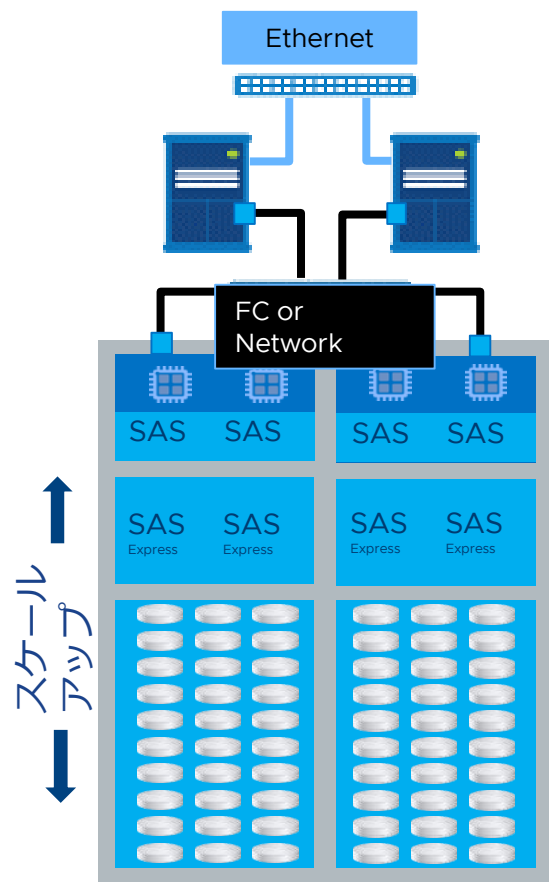 Ethernet
FC or
Network
SAS SAS SAS SAS
SAS SAS SAS SAS
Express Express Express Express
スケール
アップ